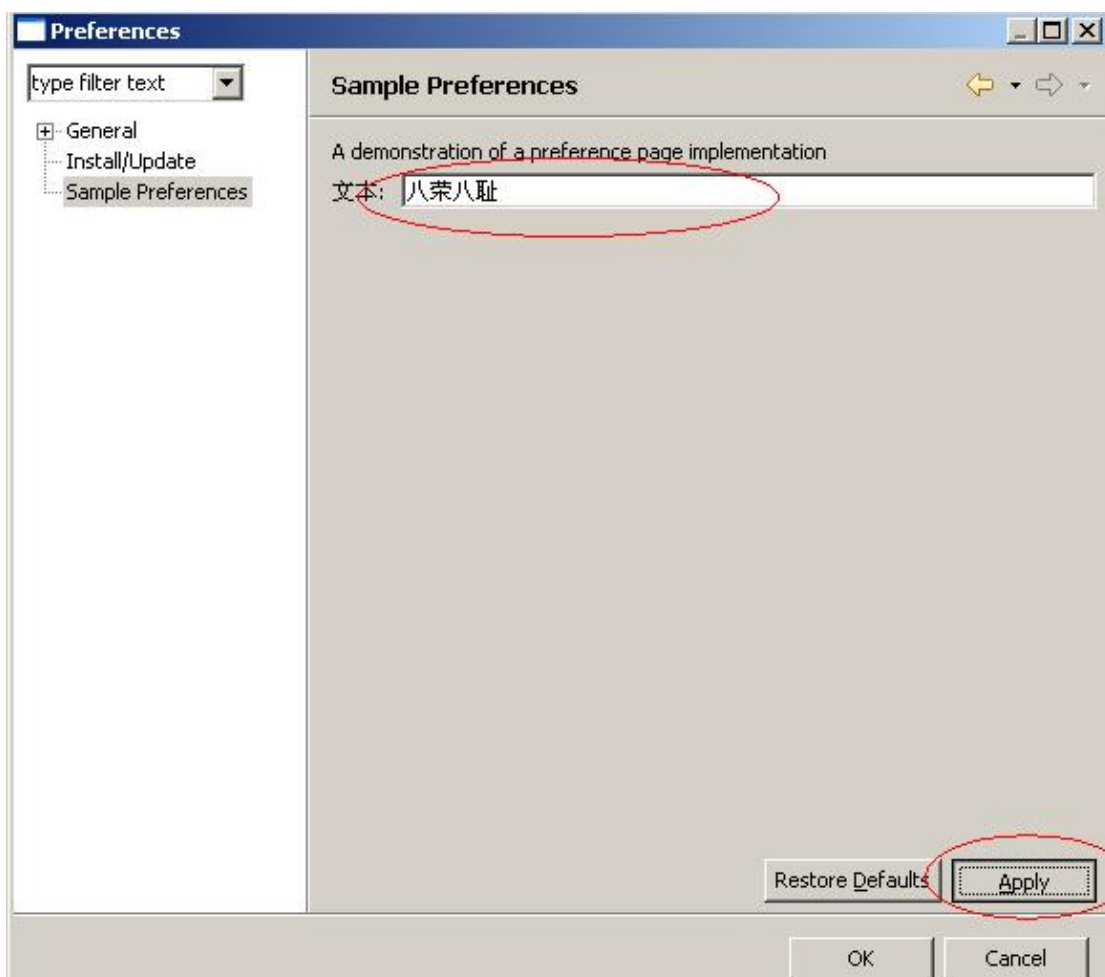 Preferences
type filter text
General
Install/Update
Sample Preferences
Sample Preferences
A demonstration of a preference page implementation
文本: 八荣八耻
Restore Defaults Apply
OK Cancel